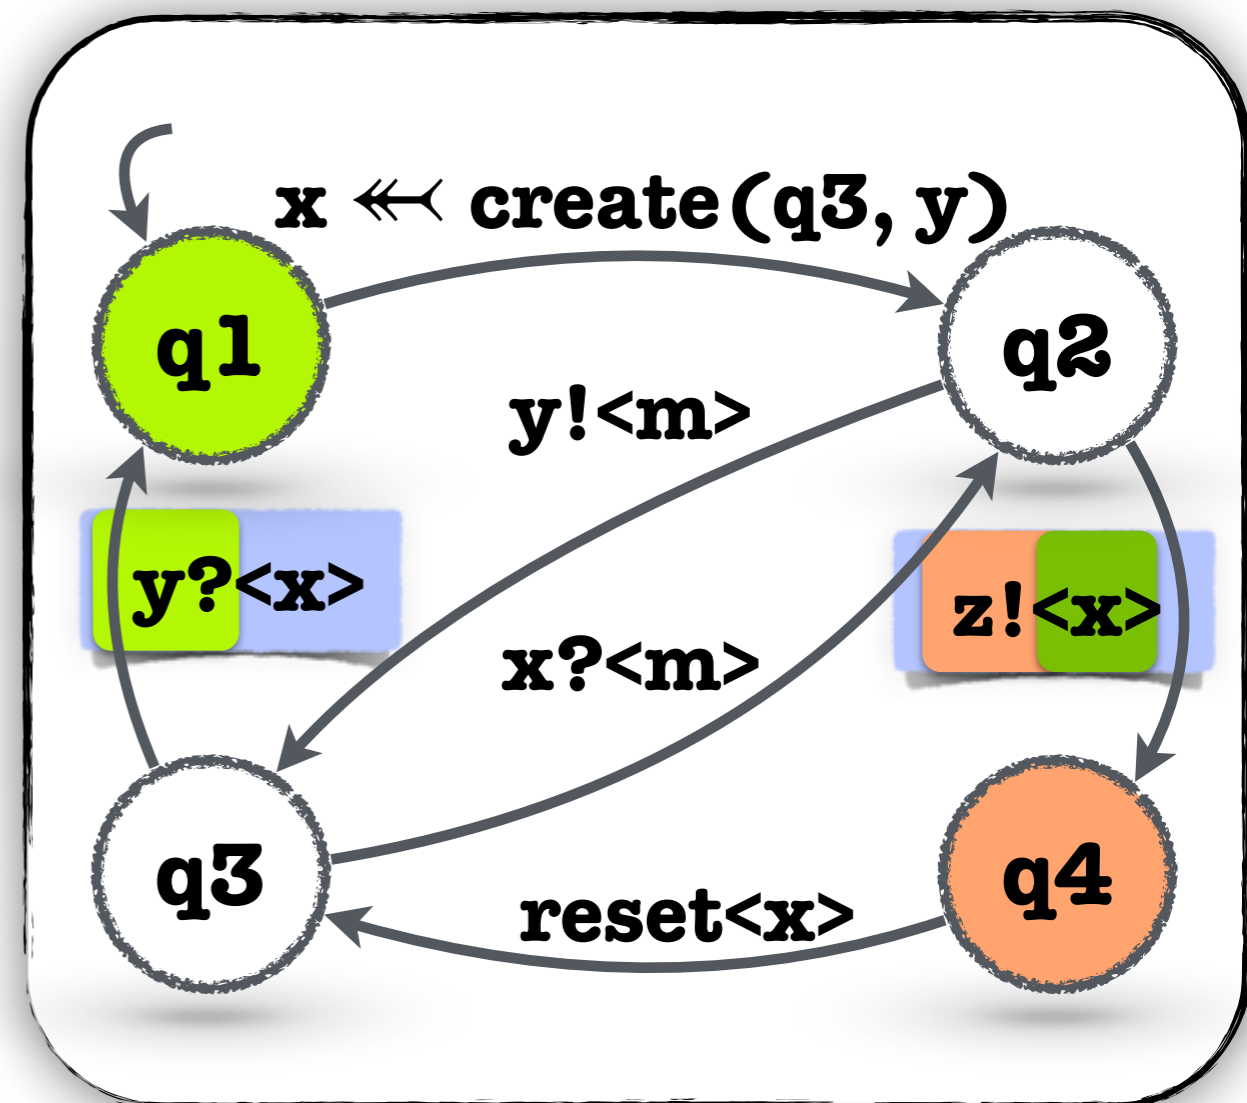 x ⤛ create(q3, y)
q1
q2
y!<m>
y?<x>
z!<x>
x?<m>
q3
q4
reset<x>